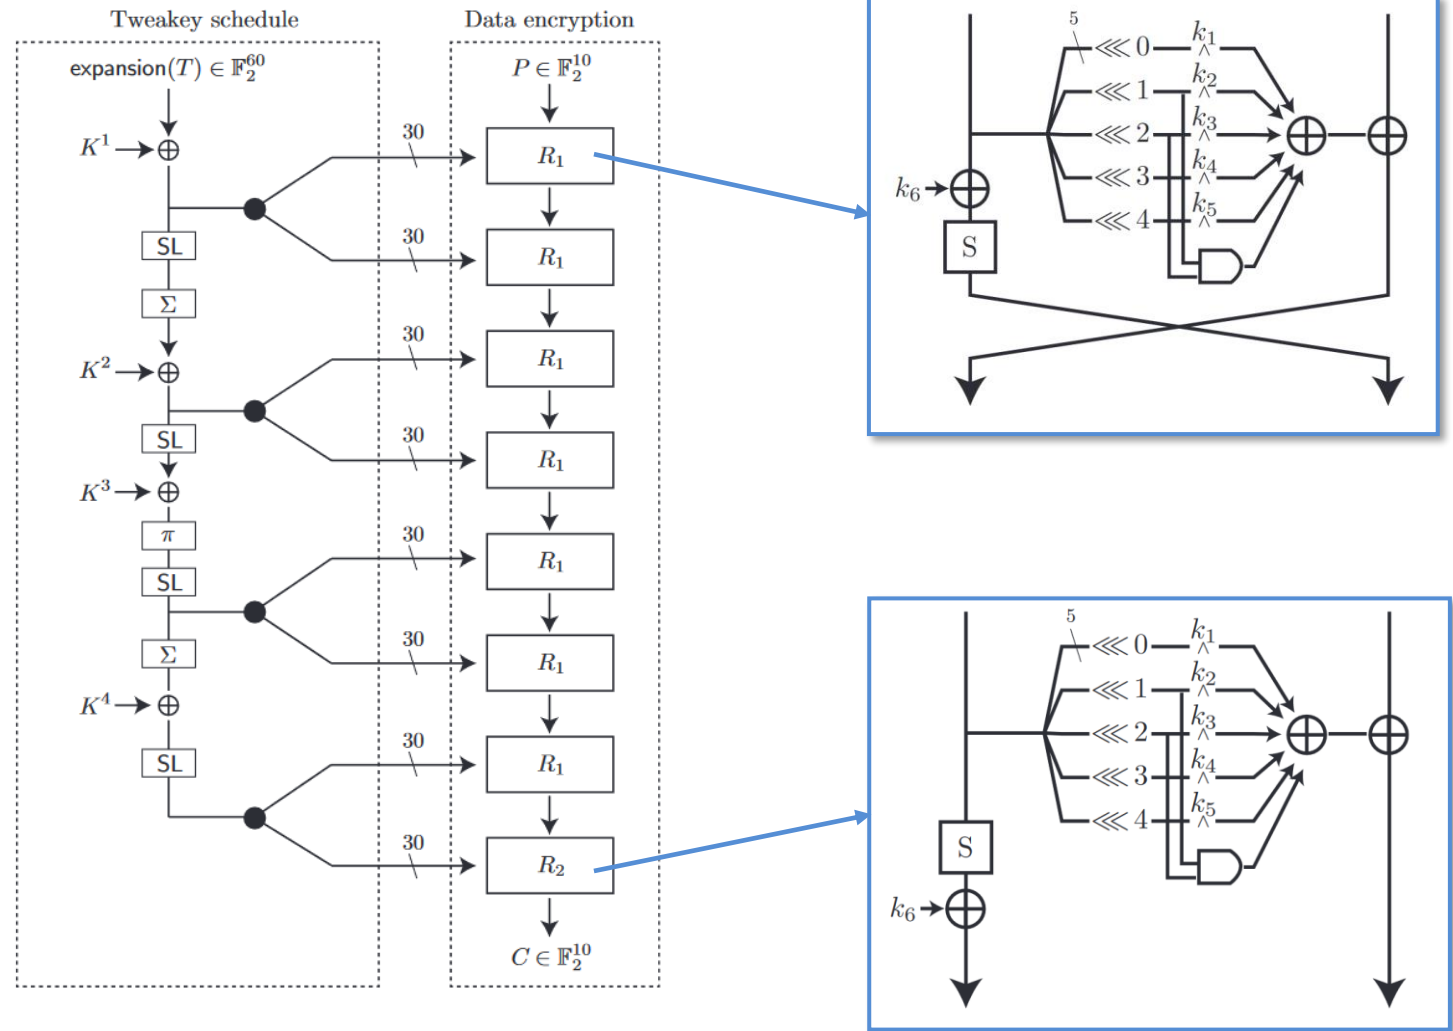 Tweakey schedule
Data encryption
expansion(T) ∈ 𝔽₂⁶⁰
P ∈ 𝔽₂¹⁰
K¹
30
R₁
30
R₁
SL
Σ
K²
30
R₁
30
R₁
SL
K³
π
SL
30
R₁
30
R₁
Σ
K⁴
SL
30
R₁
30
R₂
C ∈ 𝔽₂¹⁰
5
⋘ 0 k₁ ∧
⋘ 1 k₂ ∧
⋘ 2 k₃ ∧
⋘ 3 k₄ ∧
⋘ 4 k₅ ∧
k₆
S
5
⋘ 0 k₁ ∧
⋘ 1 k₂ ∧
⋘ 2 k₃ ∧
⋘ 3 k₄ ∧
⋘ 4 k₅ ∧
S
k₆